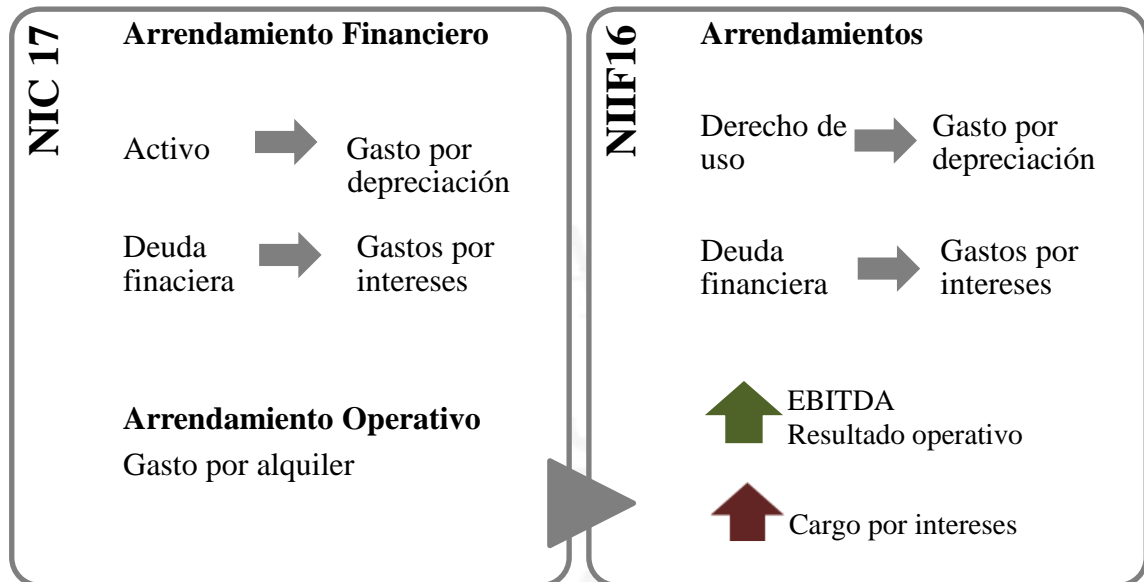 NIC 17
Arrendamiento Financiero
Activo
Gasto por
depreciación
Deuda
finaciera
Gastos por
intereses
Arrendamiento Operativo
Gasto por alquiler
NIIF16
Arrendamientos
Derecho de
uso
Gasto por
depreciación
Deuda
financiera
Gastos por
intereses
EBITDA
Resultado operativo
Cargo por intereses